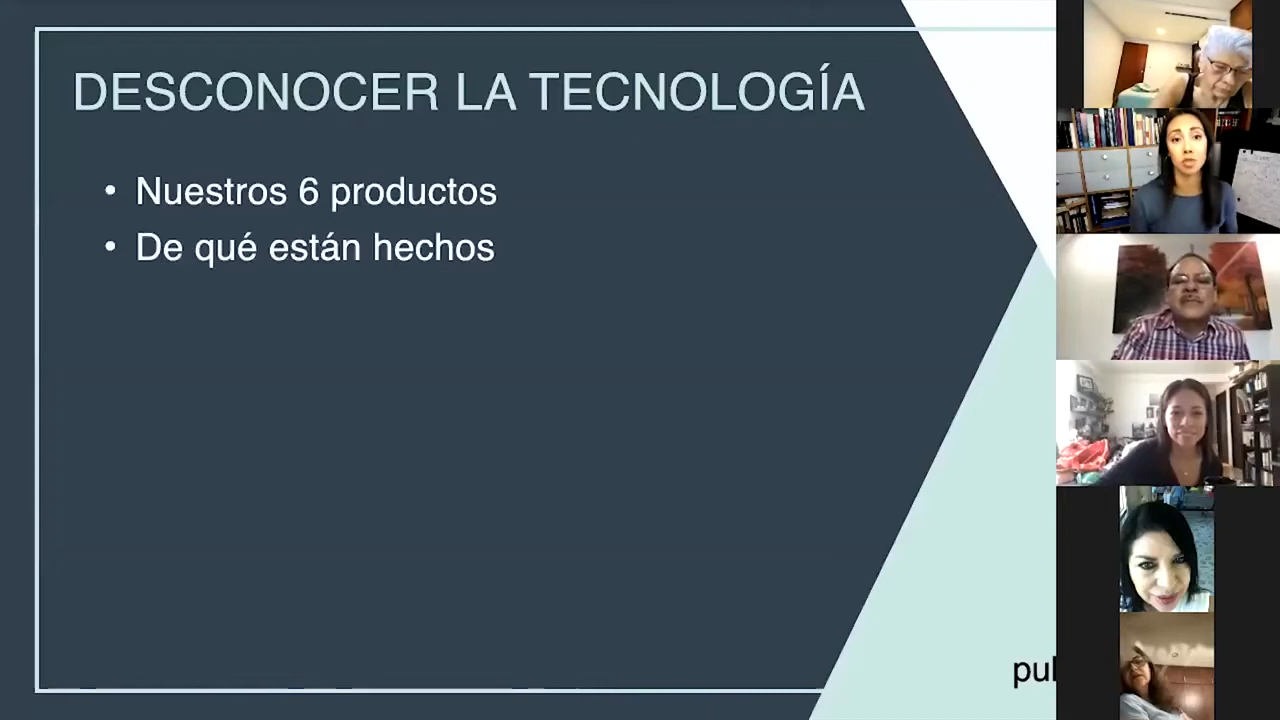 DESCONOCER LA TECNOLOGÍA
• Nuestros 6 productos
• De qué están hechos
pul